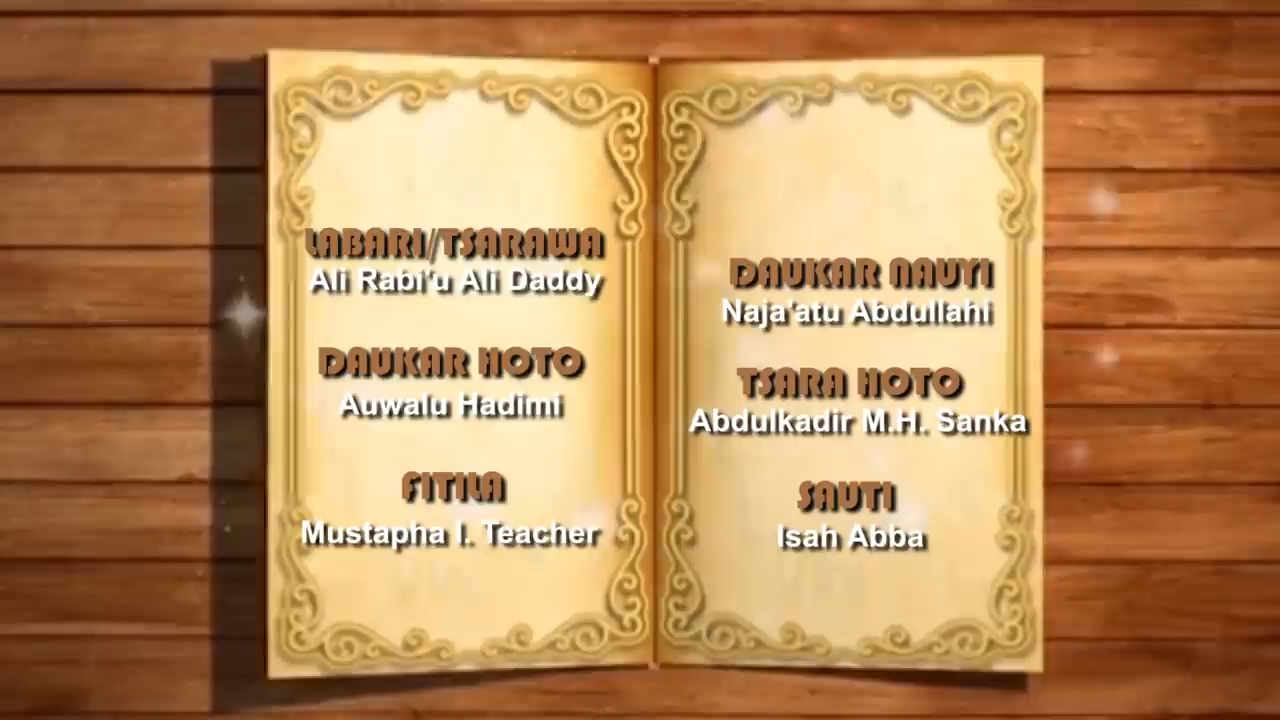 LABARI/TSARAWA
Ali Rabi'u Ali Daddy
DAUKAR HOTO
Auwalu Hadimi
FITILA
Mustapha I. Teacher
DAUKAR NAUYI
Naja'atu Abdullahi
TSARA HOTO
Abdulkadir M.H. Sanka
SAUTI
Isah Abba